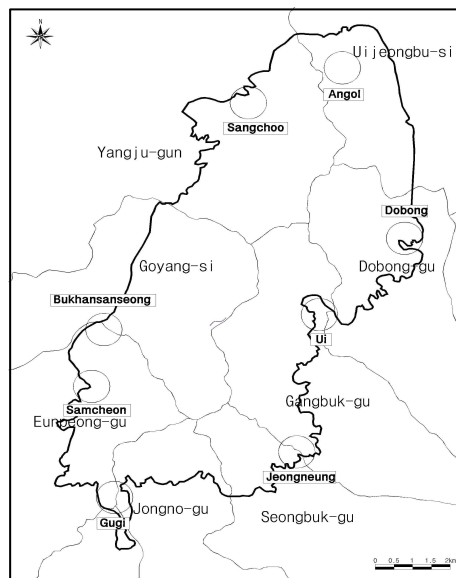 N
Uijeongbu-si
Angol
Sangchoo
Yangju-gun
Dobong
Goyang-si
Dobong-gu
Bukhansanseong
Ui
Samcheon
Gangbuk-gu
Eunpeong-gu
Jeongneung
Jongno-gu
Seongbuk-gu
Gugi
0 0.5 1 1.5 2km